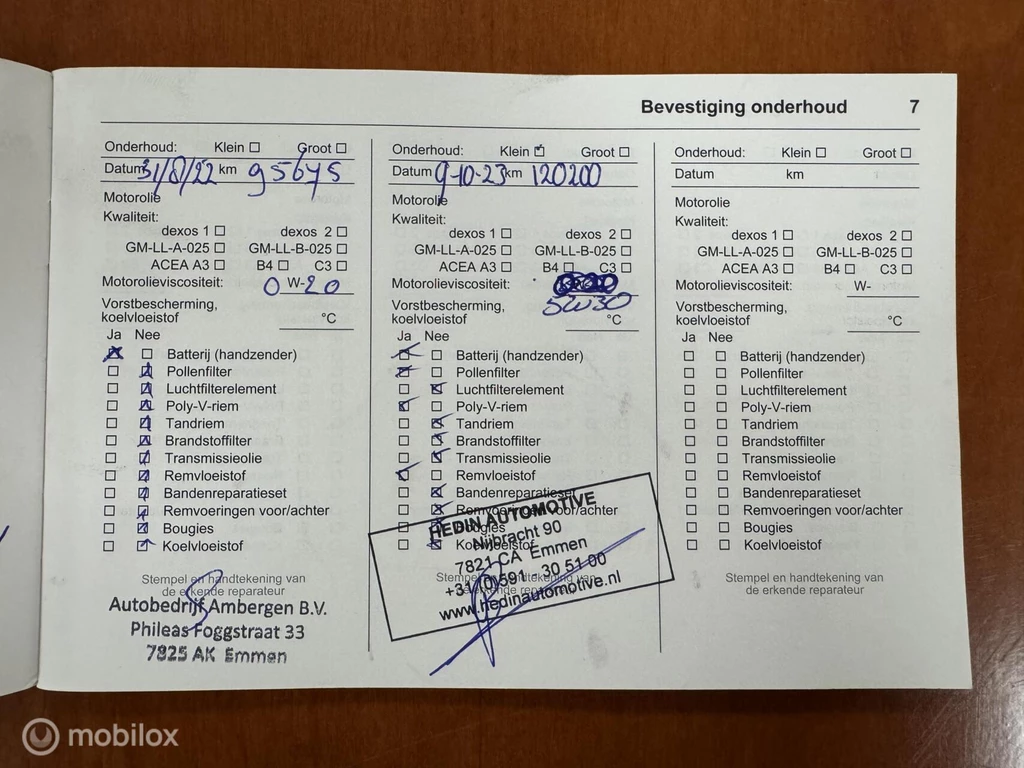 Bevestiging onderhoud 7
Onderhoud: Klein Groot
Datum 31/8/22 km 95645
Motorolie
Kwaliteit:
dexos 1 dexos 2
GM-LL-A-025 GM-LL-B-025
ACEA A3 B4 C3
Motorolieviscositeit: 0 W-20
Vorstbescherming,
koelvloeistof °C
Ja Nee
Batterij (handzender)
Pollenfilter
Luchtfilterelement
Poly-V-riem
Tandriem
Brandstoffilter
Transmissieolie
Remvloeistof
Bandenreparatieset
Remvoeringen voor/achter
Bougies
Koelvloeistof
Stempel en handtekening van
de erkende reparateur
Autobedrijf Ambergen B.V.
Phileas Foggstraat 33
7825 AK Emmen
Onderhoud: Klein Groot
Datum 9-10-23 km 120200
Motorolie
Kwaliteit:
dexos 1 dexos 2
GM-LL-A-025 GM-LL-B-025
ACEA A3 B4 C3
Motorolieviscositeit:
5W30
Vorstbescherming,
koelvloeistof °C
Ja Nee
Batterij (handzender)
Pollenfilter
Luchtfilterelement
Poly-V-riem
Tandriem
Brandstoffilter
Transmissieolie
Remvloeistof
Bandenreparatieset
Remvoeringen voor/achter
Bougies
Koelvloeistof
Stempel en handtekening van
de erkende reparateur
HEDIN AUTOMOTIVE
Nijbracht 90
7821 CA Emmen
+31 (0)591 - 30 51 00
www.hedinautomotive.nl
Onderhoud: Klein Groot
Datum km
Motorolie
Kwaliteit:
dexos 1 dexos 2
GM-LL-A-025 GM-LL-B-025
ACEA A3 B4 C3
Motorolieviscositeit: W-
Vorstbescherming,
koelvloeistof °C
Ja Nee
Batterij (handzender)
Pollenfilter
Luchtfilterelement
Poly-V-riem
Tandriem
Brandstoffilter
Transmissieolie
Remvloeistof
Bandenreparatieset
Remvoeringen voor/achter
Bougies
Koelvloeistof
Stempel en handtekening van
de erkende reparateur
mobilox